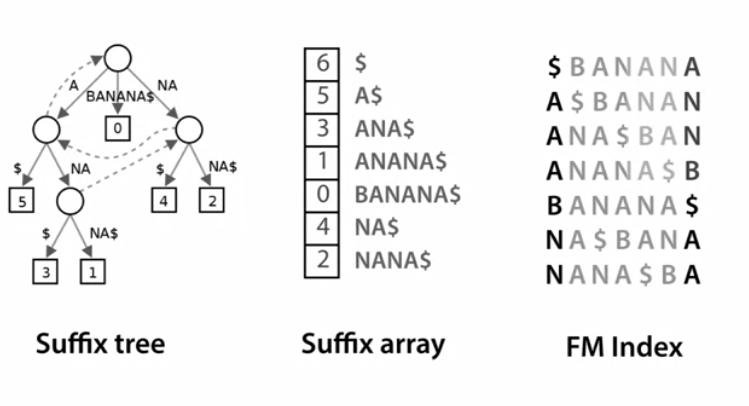 A
BANANA$
NA
0
$
NA
$
NA$
5
4
2
$
NA$
3
1
Suffix tree
6 $
5 A$
3 ANA$
1 ANANA$
0 BANANA$
4 NA$
2 NANA$
Suffix array
$ B A N A N A
A $ B A N A N
A N A $ B A N
A N A N A $ B
B A N A N A $
N A $ B A N A
N A N A $ B A
FM Index